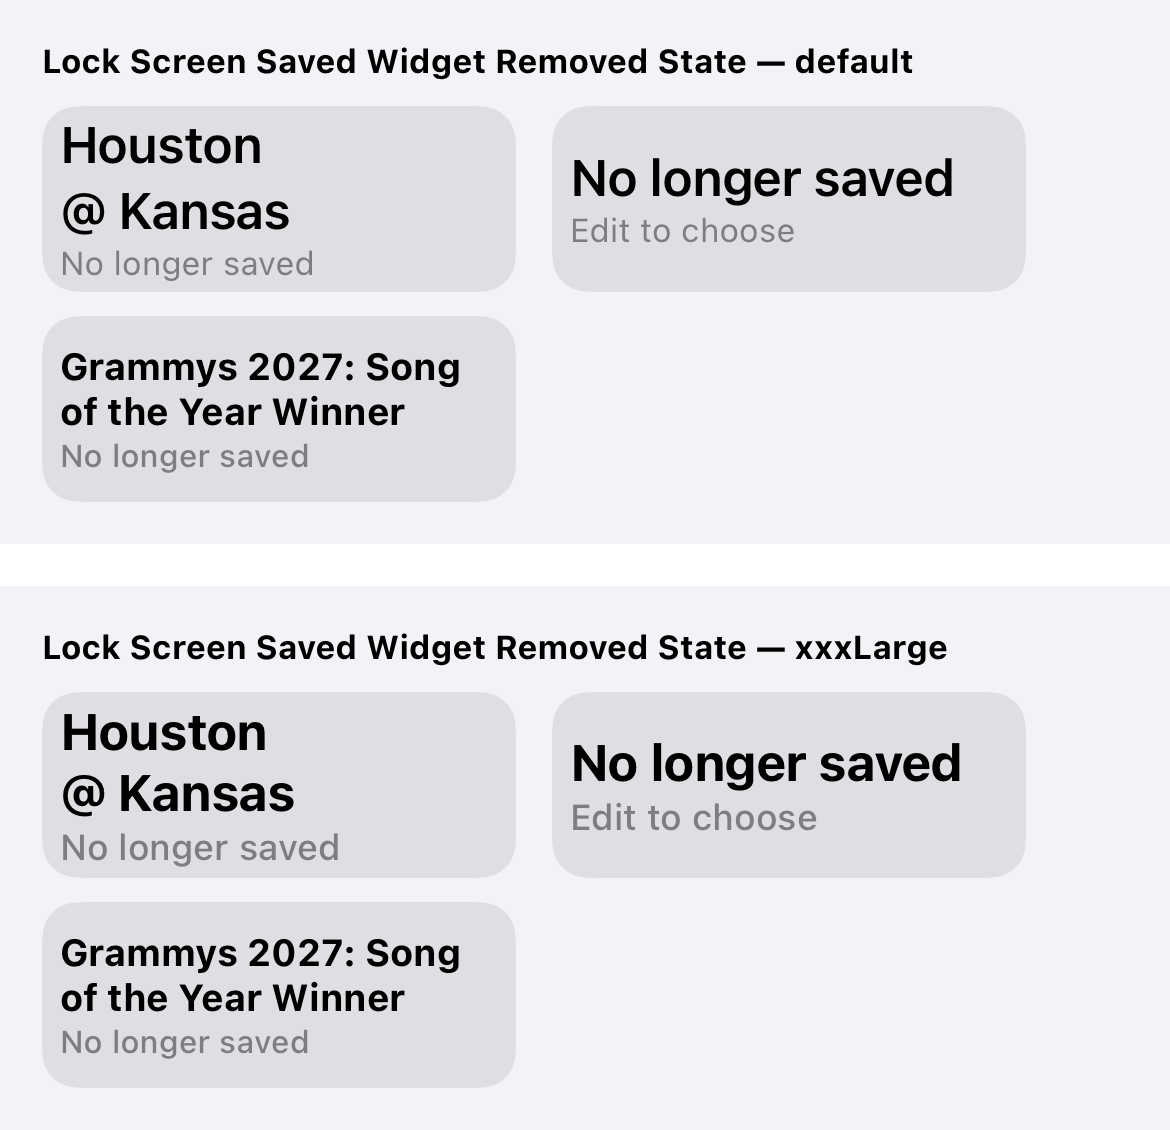 Lock Screen Saved Widget Removed State — default
Houston
@ Kansas
No longer saved
No longer saved
Edit to choose
Grammys 2027: Song
of the Year Winner
No longer saved
Lock Screen Saved Widget Removed State — xxxLarge
Houston
@ Kansas
No longer saved
No longer saved
Edit to choose
Grammys 2027: Song
of the Year Winner
No longer saved